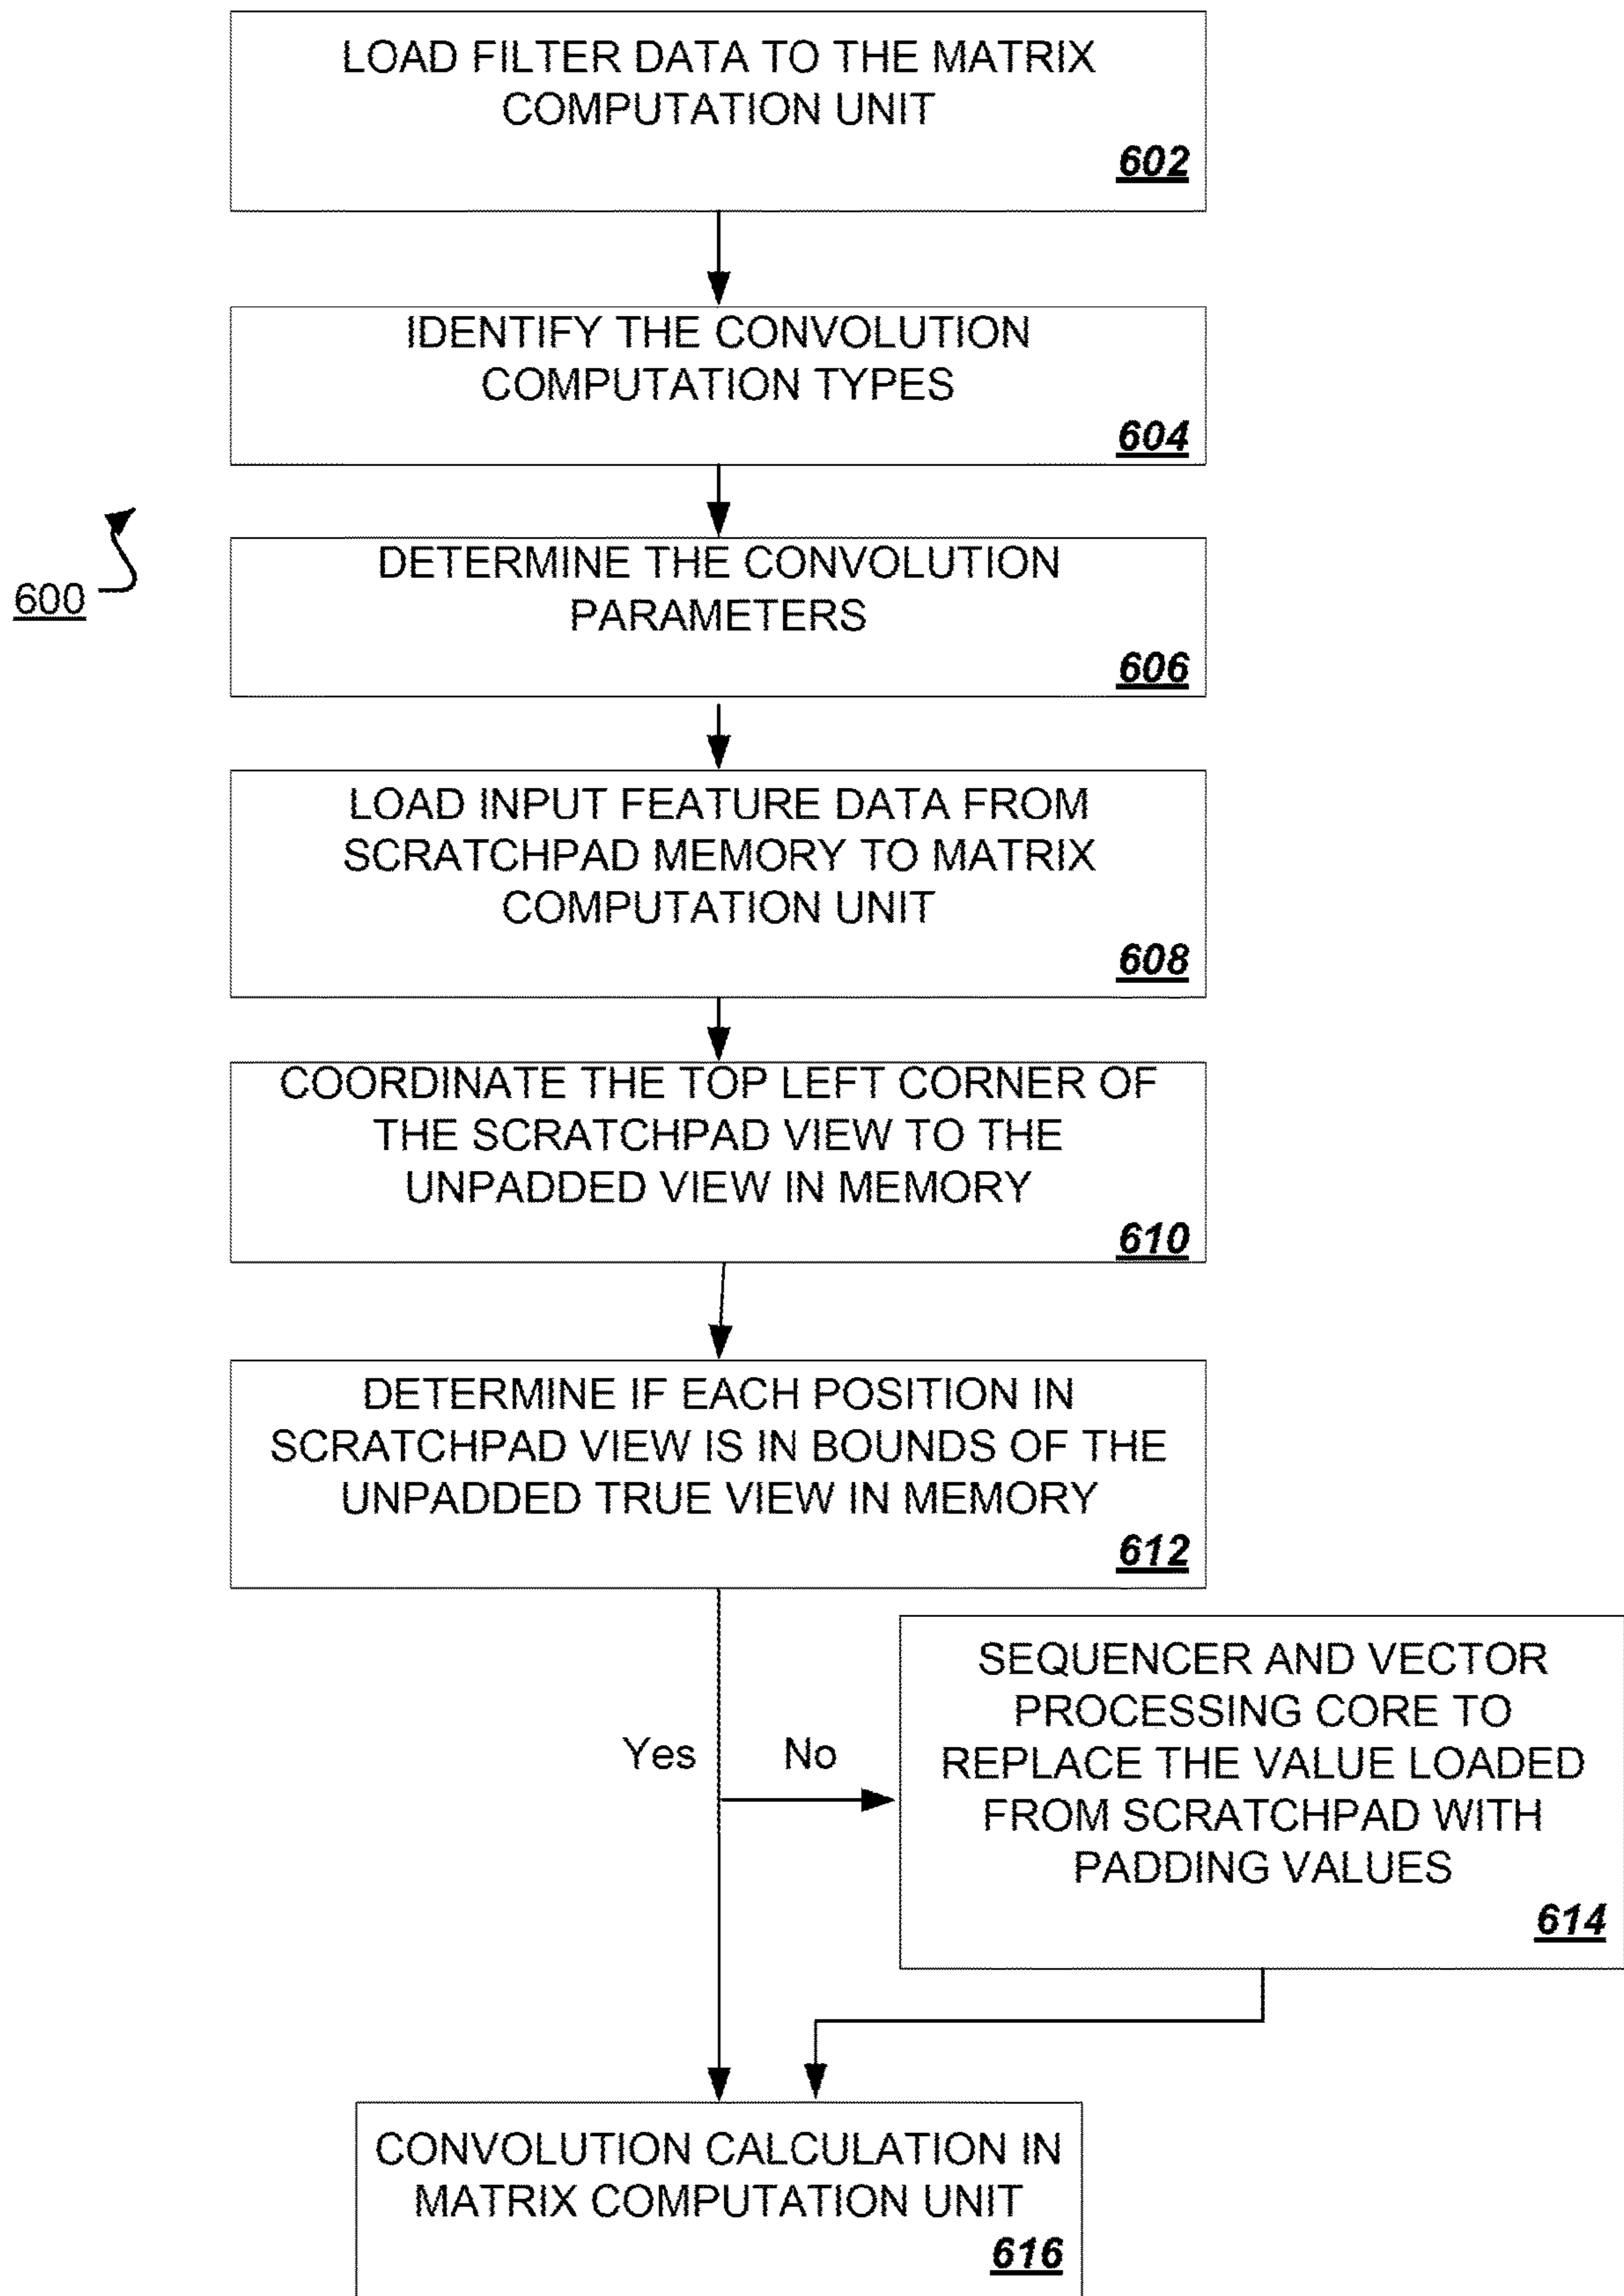 LOAD FILTER DATA TO THE MATRIX
COMPUTATION UNIT
602
IDENTIFY THE CONVOLUTION
COMPUTATION TYPES
604
600
DETERMINE THE CONVOLUTION
PARAMETERS
606
LOAD INPUT FEATURE DATA FROM
SCRATCHPAD MEMORY TO MATRIX
COMPUTATION UNIT
608
COORDINATE THE TOP LEFT CORNER OF
THE SCRATCHPAD VIEW TO THE
UNPADDED VIEW IN MEMORY
610
DETERMINE IF EACH POSITION IN
SCRATCHPAD VIEW IS IN BOUNDS OF THE
UNPADDED TRUE VIEW IN MEMORY
612
Yes
No
SEQUENCER AND VECTOR
PROCESSING CORE TO
REPLACE THE VALUE LOADED
FROM SCRATCHPAD WITH
PADDING VALUES
614
CONVOLUTION CALCULATION IN
MATRIX COMPUTATION UNIT
616